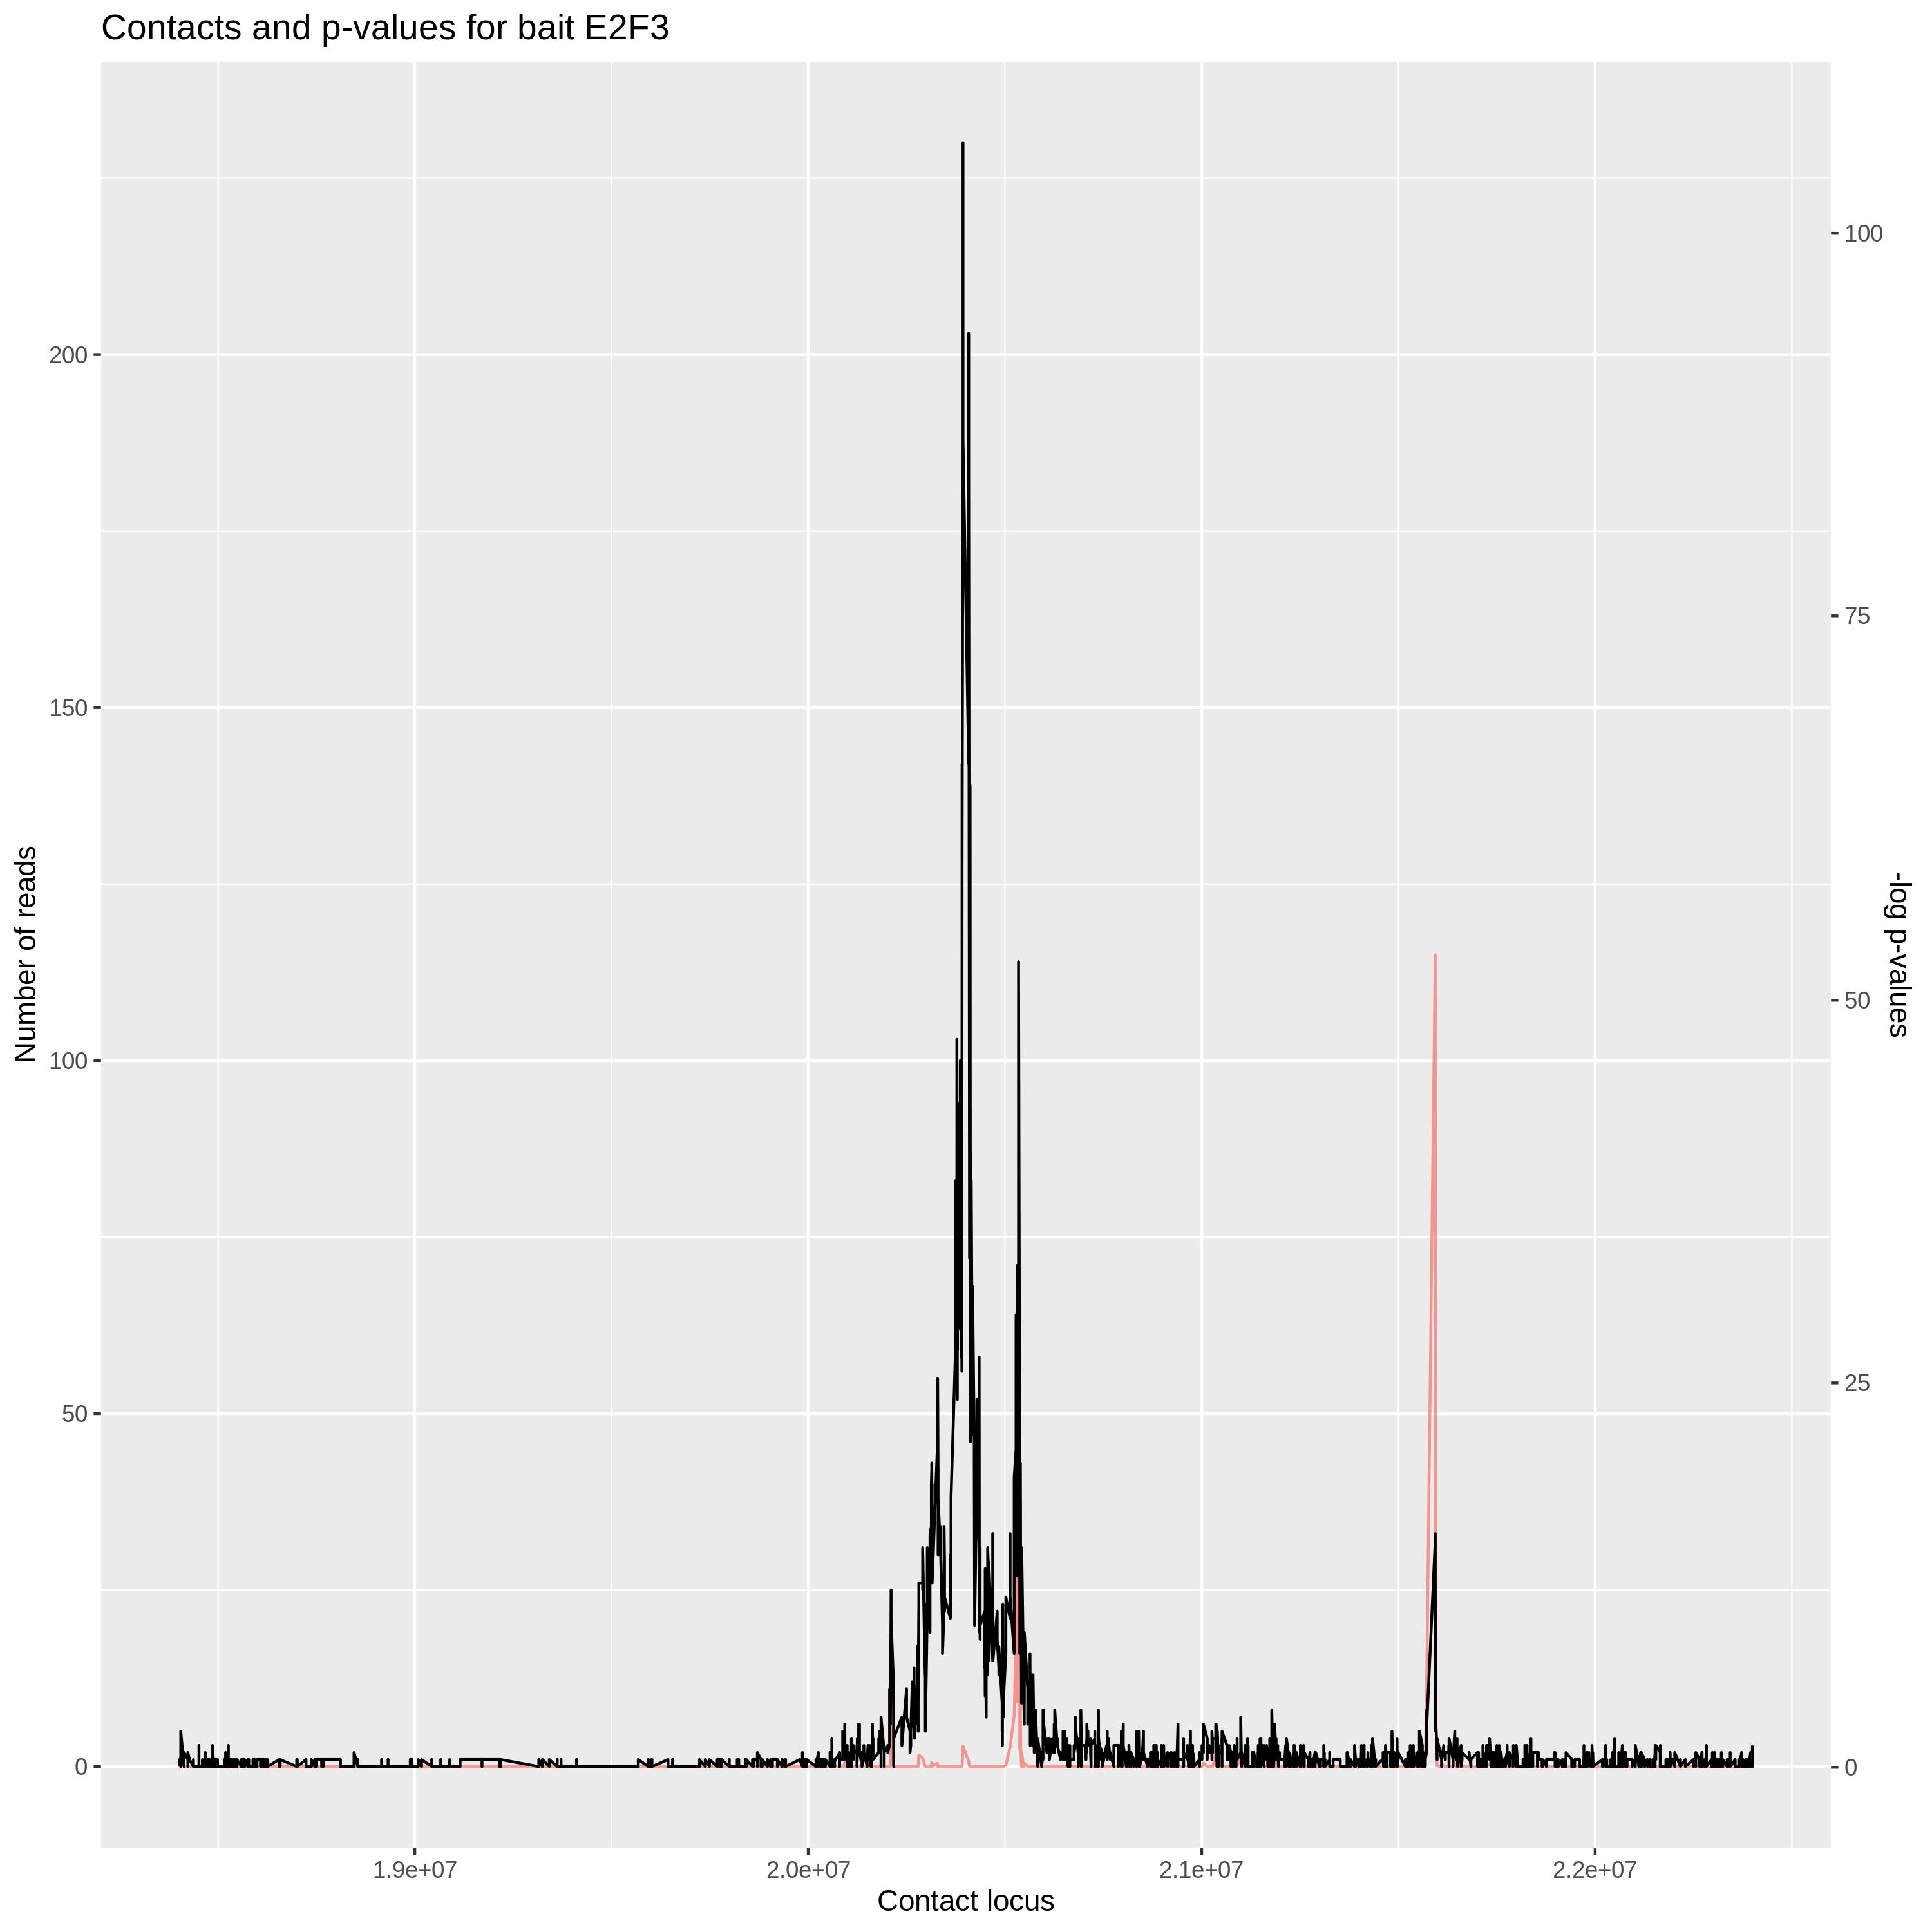 Contacts and p-values for bait E2F3
Number of reads
200
150
100
50
0
100
75
50
25
0
-log p-values
1.9e+07 2.0e+07 2.1e+07 2.2e+07
Contact locus